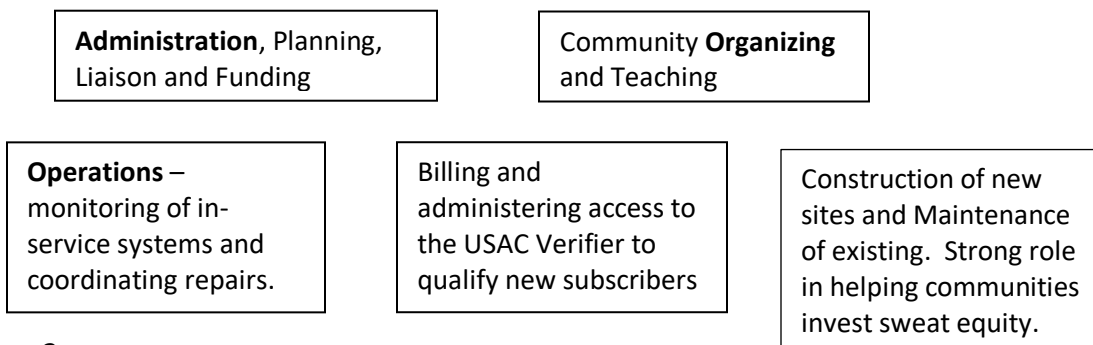 Administration, Planning,
Liaison and Funding
Community Organizing
and Teaching
Operations –
monitoring of in-
service systems and
coordinating repairs.
Billing and
administering access to
the USAC Verifier to
qualify new subscribers
Construction of new
sites and Maintenance
of existing.  Strong role
in helping communities
invest sweat equity.